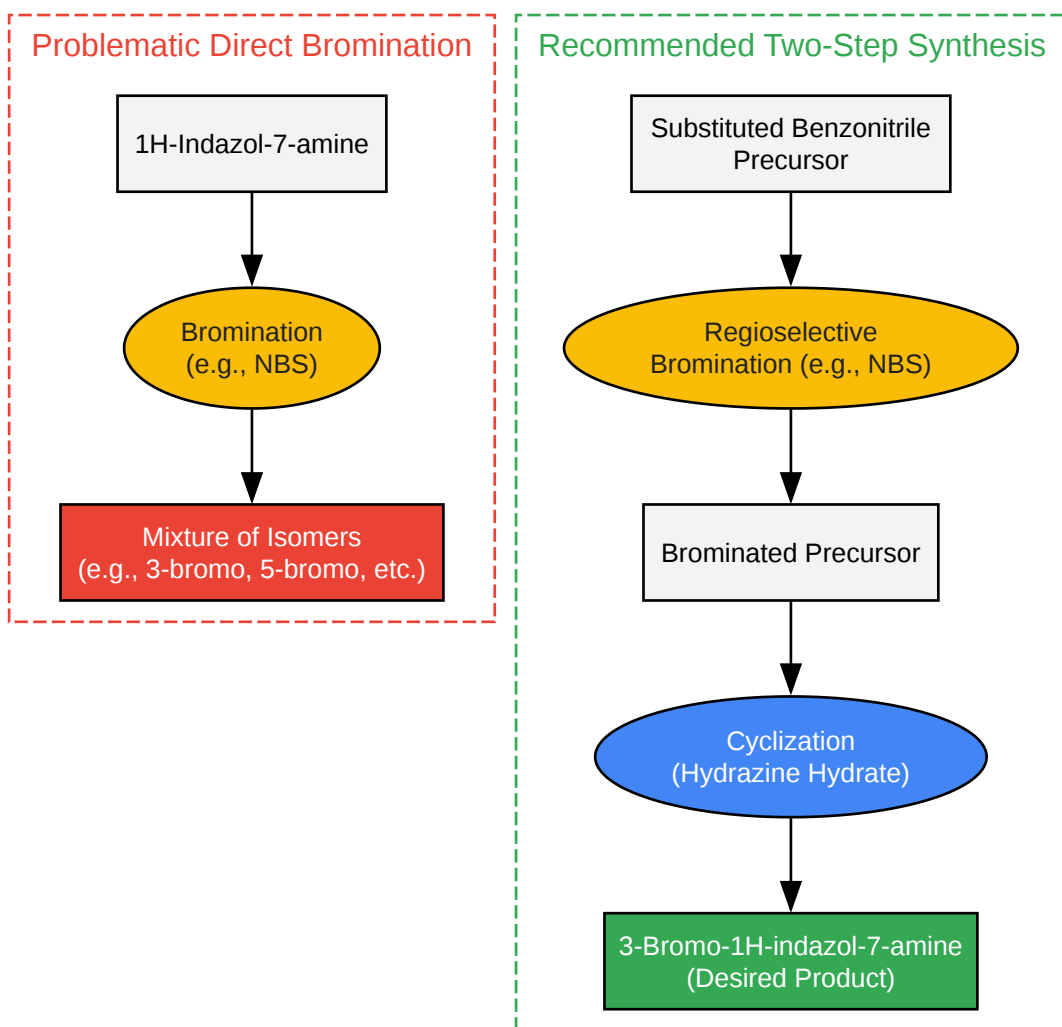 Problematic Direct Bromination
1H-Indazol-7-amine
Bromination
(e.g., NBS)
Mixture of Isomers
(e.g., 3-bromo, 5-bromo, etc.)
Recommended Two-Step Synthesis
Substituted Benzonitrile
Precursor
Regioselective
Bromination (e.g., NBS)
Brominated Precursor
Cyclization
(Hydrazine Hydrate)
3-Bromo-1H-indazol-7-amine
(Desired Product)